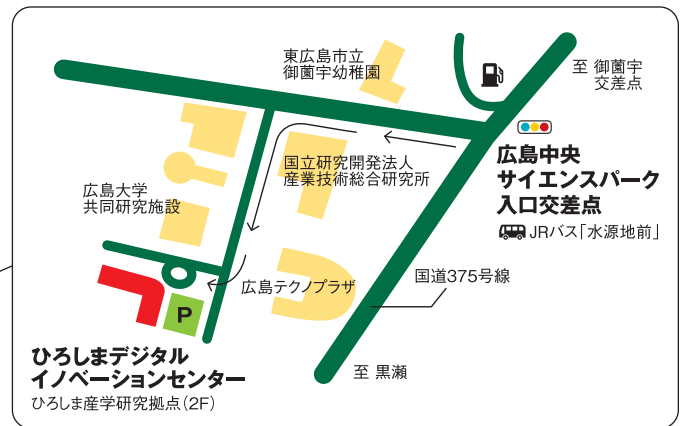 東広島市立
御薗宇幼稚園
至 御薗宇
交差点
国立研究開発法人
産業技術総合研究所
広島中央
サイエンスパーク
入口交差点
JRバス「水源地前」
広島大学
共同研究施設
広島テクノプラザ
国道375号線
P
ひろしまデジタル
イノベーションセンター
ひろしま産学研究拠点(2F)
至 黒瀬